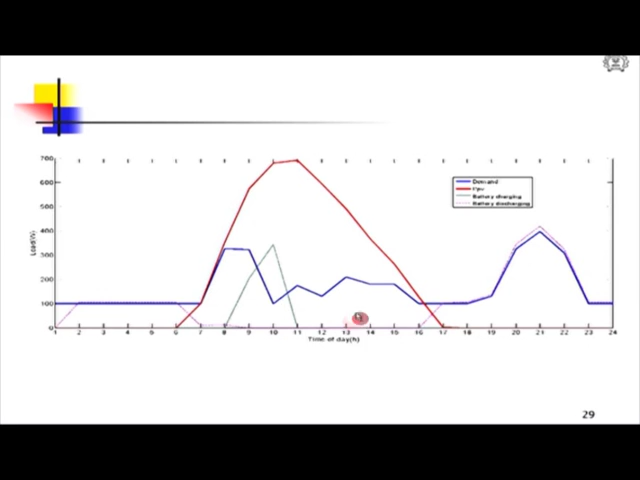 700
600
500
400
300
200
100
0
Load(W)
Demand
Ppv
Battery charging
Battery discharging
1 2 3 4 5 6 7 8 9 10 11 12 13 14 15 16 17 18 19 20 21 22 23 24
Time of day(h)
29